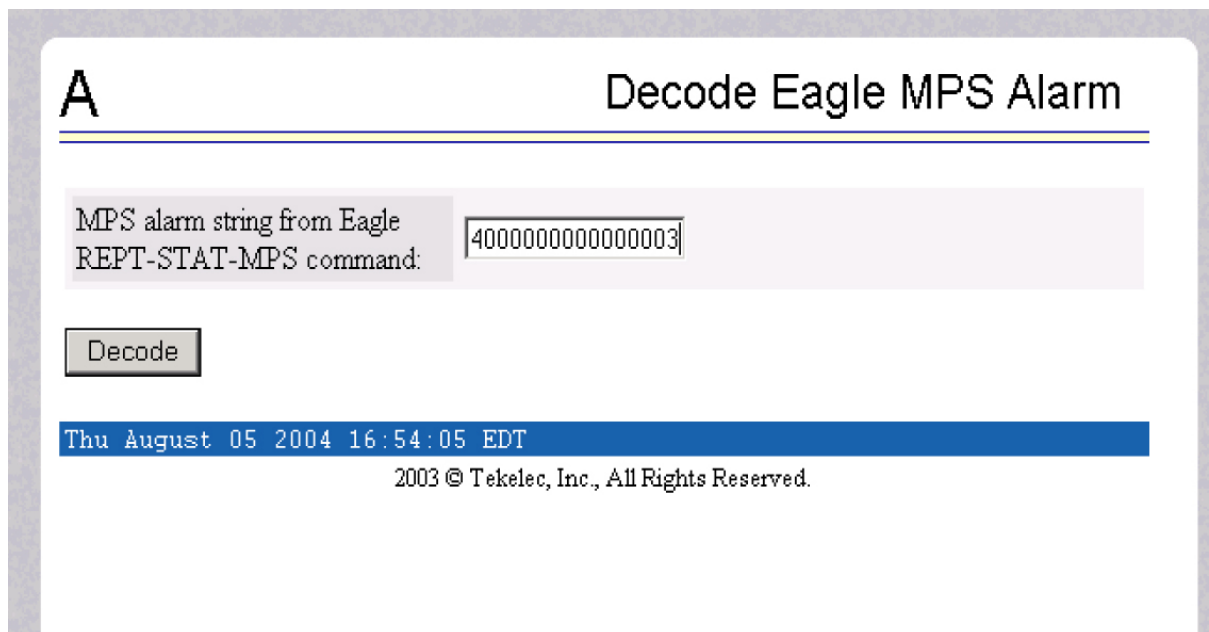 A
Decode Eagle MPS Alarm
MPS alarm string from Eagle
REPT-STAT-MPS command:
4000000000000003
Decode
Thu August 05 2004 16:54:05 EDT
2003 © Tekelec, Inc., All Rights Reserved.